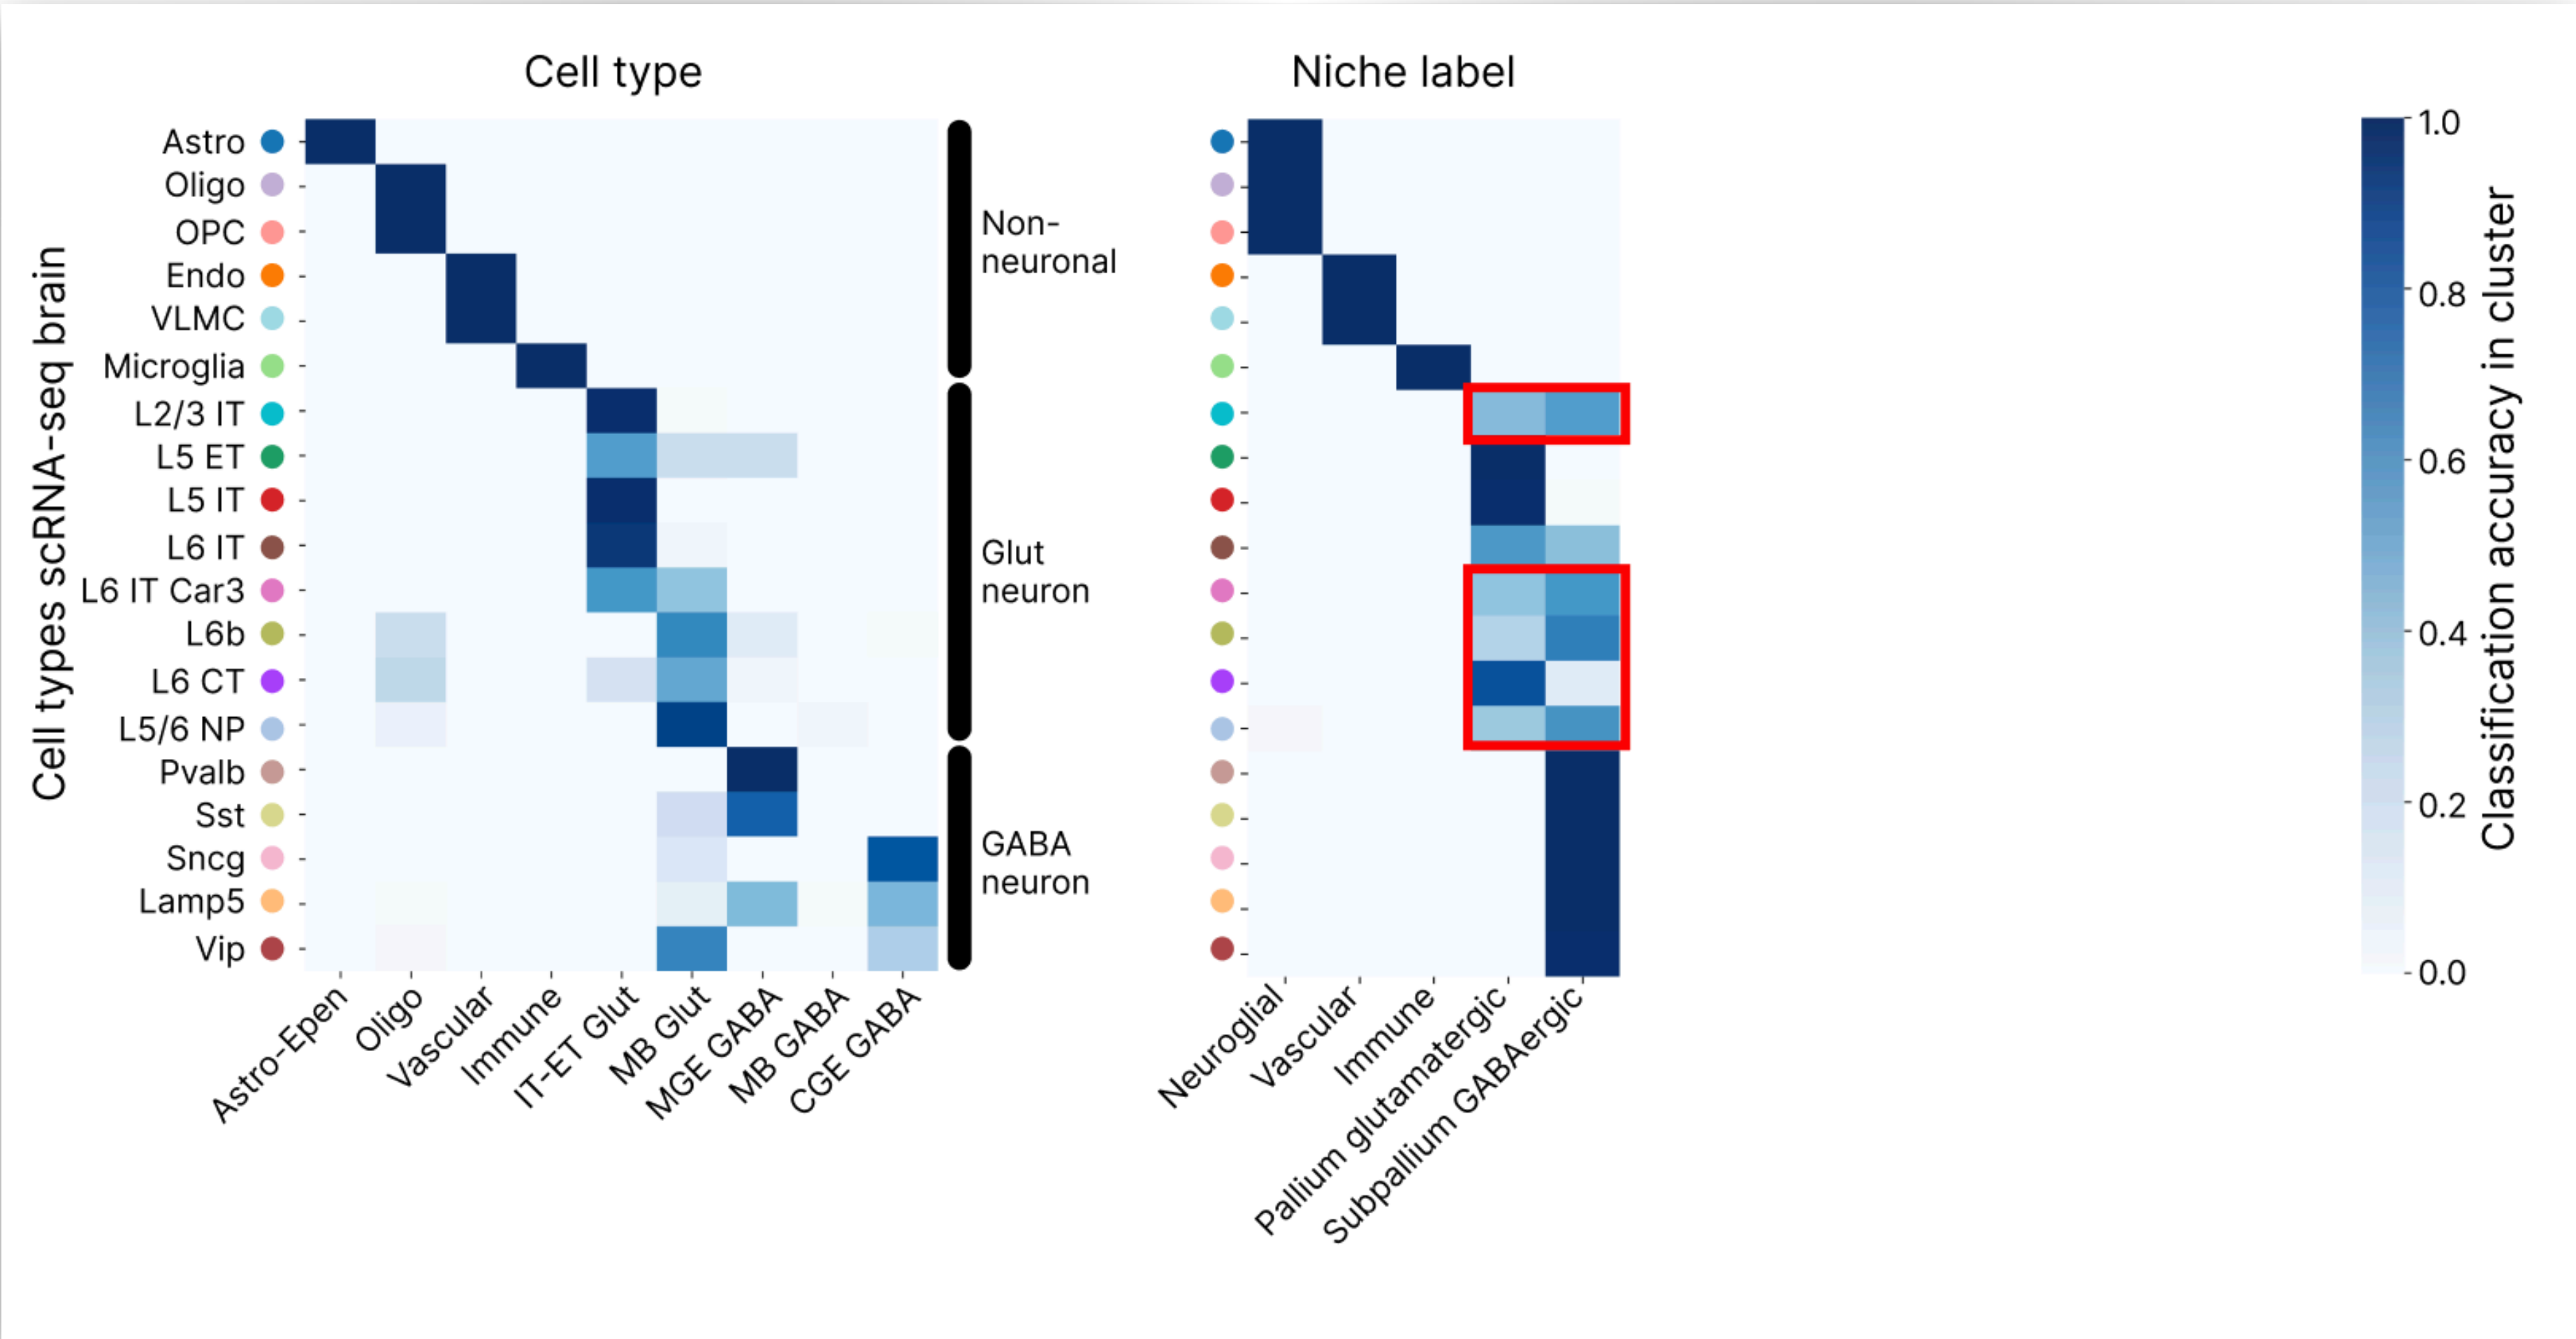 Cell type
Niche label
Cell types scRNA-seq brain
Astro
Oligo
OPC
Endo
VLMC
Microglia
L2/3 IT
L5 ET
L5 IT
L6 IT
L6 IT Car3
L6b
L6 CT
L5/6 NP
Pvalb
Sst
Sncg
Lamp5
Vip
Non-
neuronal
Glut
neuron
GABA
neuron
Astro-Epen
Oligo
Vascular
Immune
IT-ET Glut
MB Glut
MGE GABA
MB GABA
CGE GABA
Neuroglial
Vascular
Immune
Pallium glutamatergic
Subpallium GABAergic
1.0
0.8
0.6
0.4
0.2
0.0
Classification accuracy in cluster